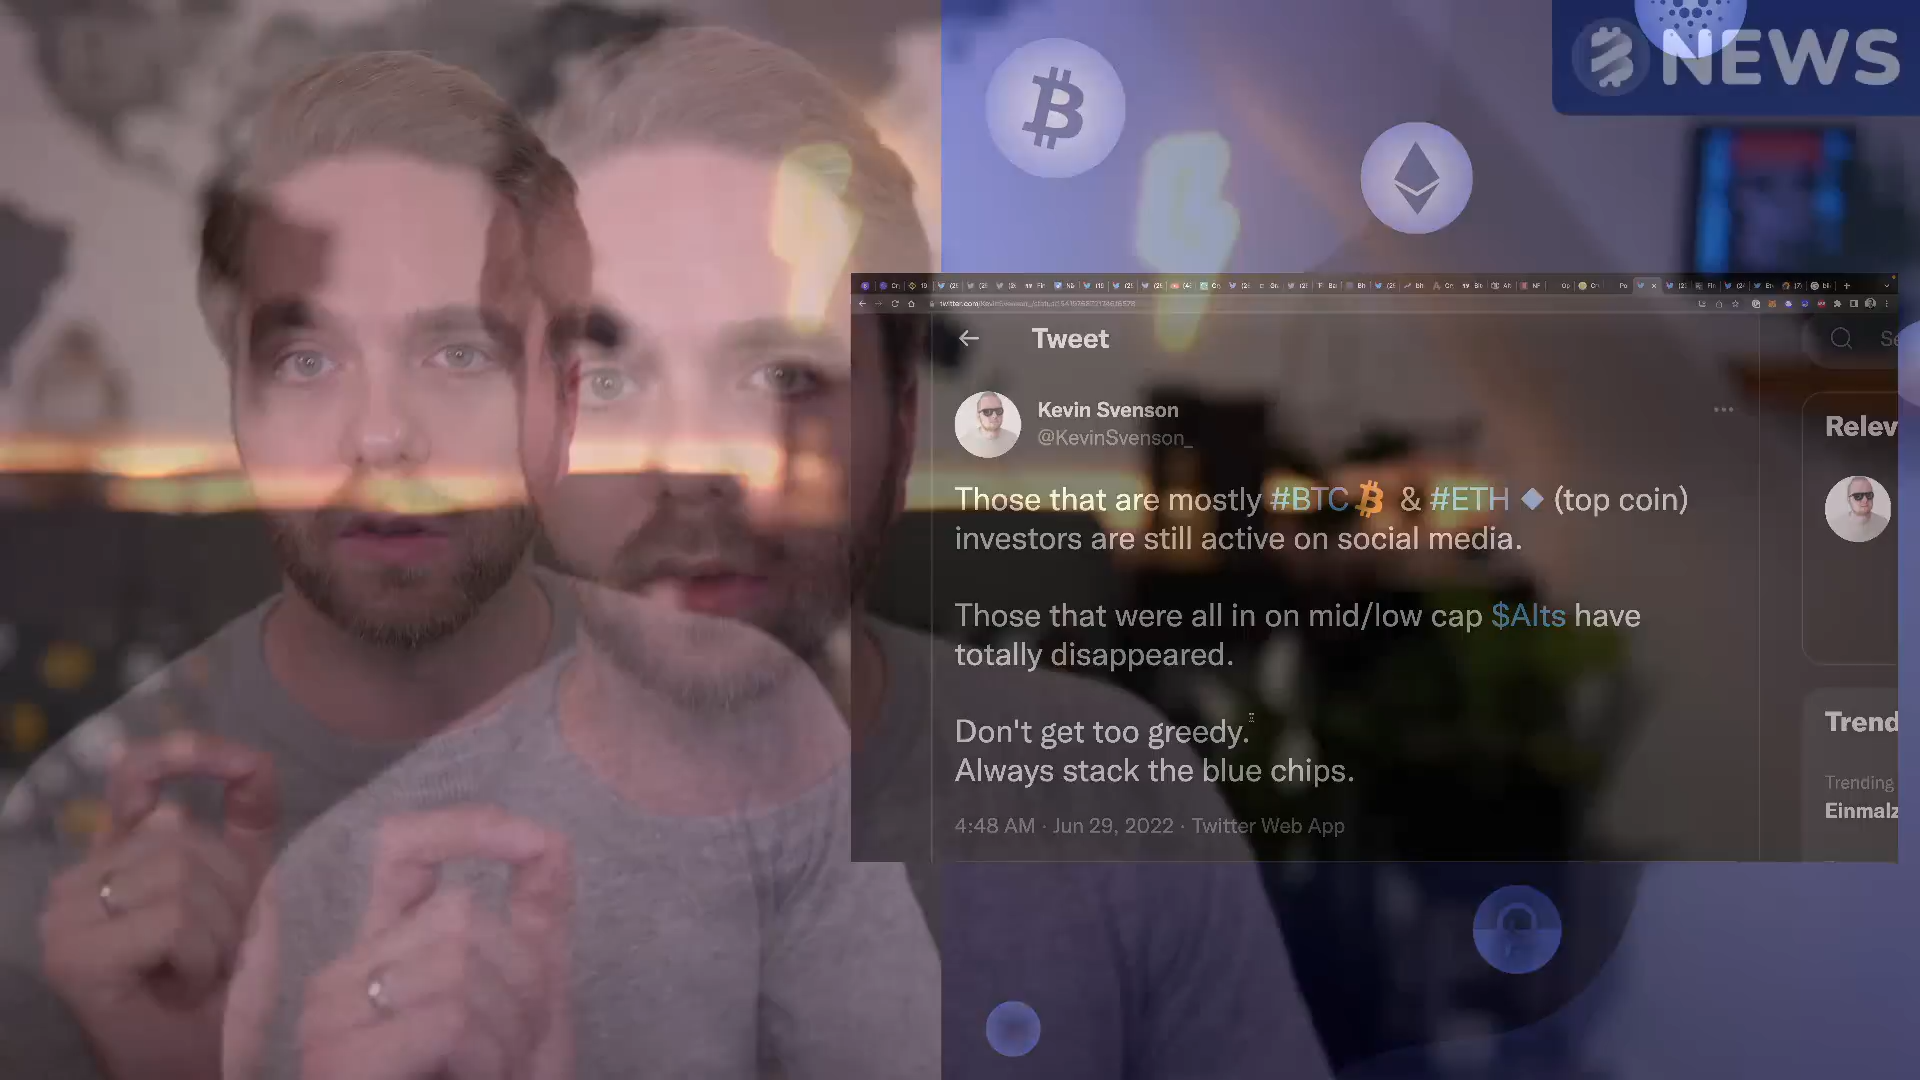 NEWS
Tweet
Kevin Svenson
@KevinSvenson_
Those that are mostly #BTC & #ETH (top coin)
investors are still active on social media.
Those that were all in on mid/low cap $Alts have
totally disappeared.
Don't get too greedy.
Always stack the blue chips.
4:48 AM · Jun 29, 2022 · Twitter Web App
Relev
Trend
Trending
Einmalz